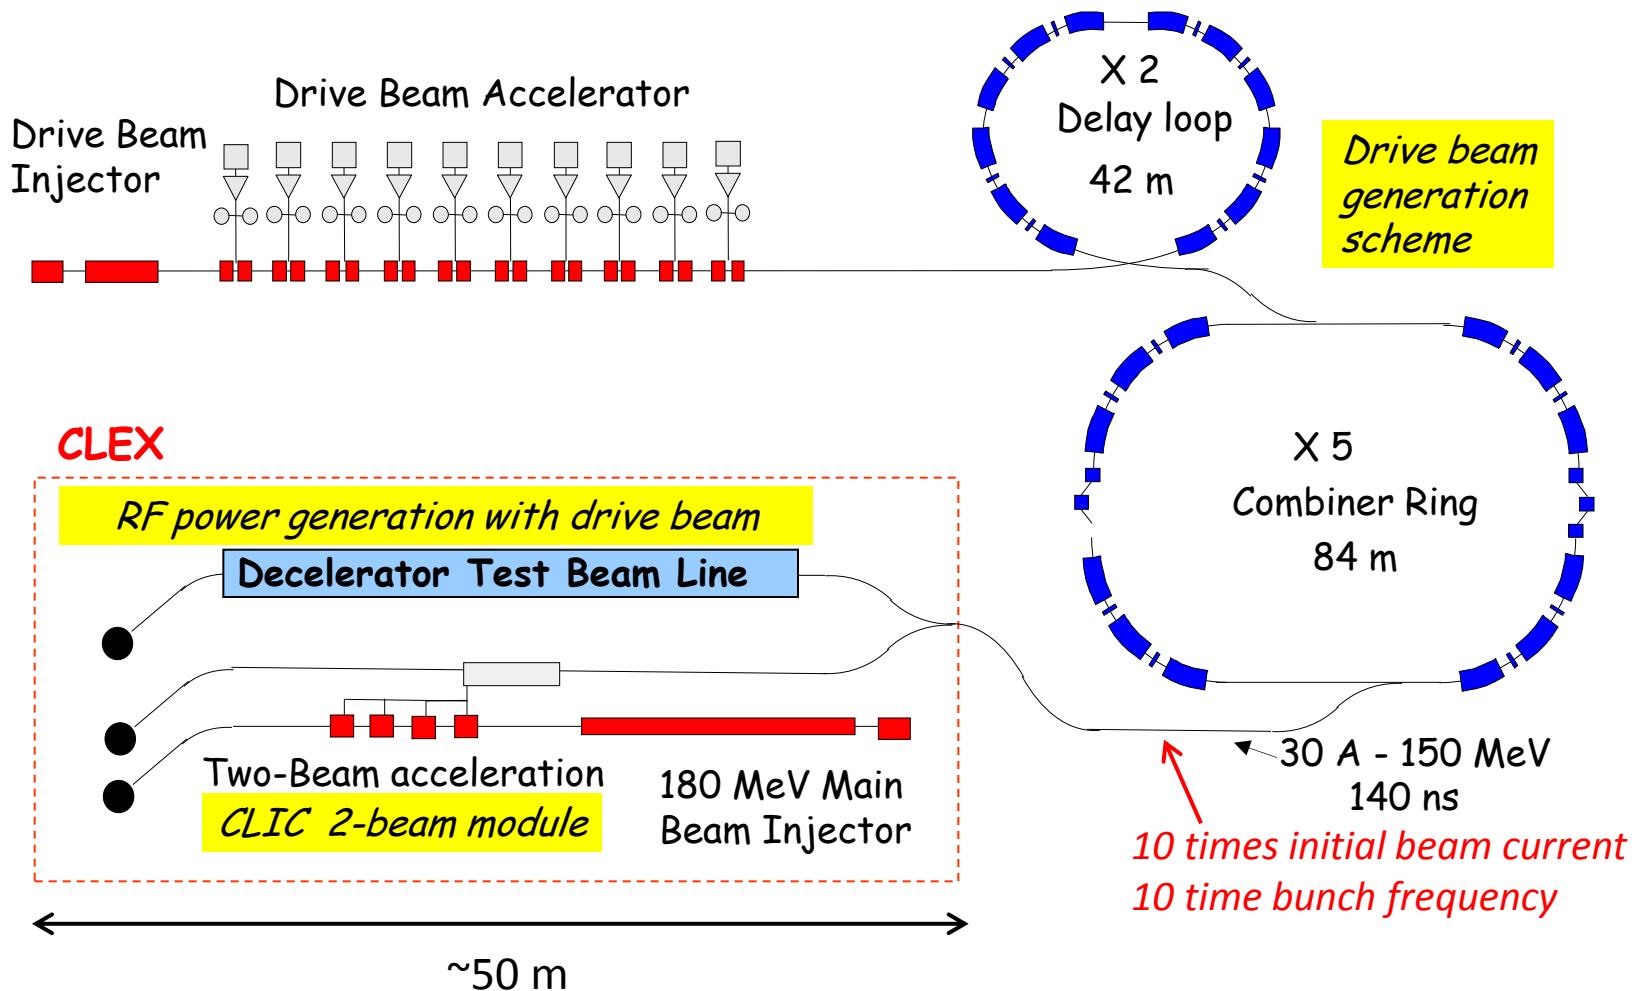 Drive Beam Accelerator
Drive Beam
Injector
X 2
Delay loop
42 m
Drive beam
generation
scheme
X 5
Combiner Ring
84 m
CLEX
RF power generation with drive beam
Decelerator Test Beam Line
Two-Beam acceleration
CLIC 2-beam module
180 MeV Main
Beam Injector
30 A - 150 MeV
140 ns
10 times initial beam current
10 time bunch frequency
~50 m